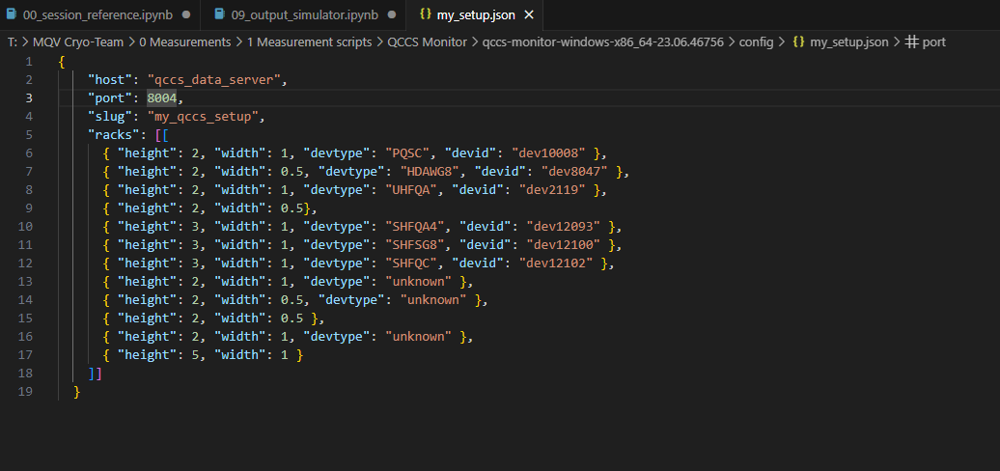 00_session_reference.ipynb ● 09_output_simulator.ipynb ● {} my_setup.json ×
T: > MQV Cryo-Team > 0 Measurements > 1 Measurement scripts > QCCS Monitor > qccs-monitor-windows-x86_64-23.06.46756 > config > {} my_setup.json > # port
1 {
2 "host": "qccs_data_server",
3 "port": 8004,
4 "slug": "my_qccs_setup",
5 "racks": [[
6 { "height": 2, "width": 1, "devtype": "PQSC", "devid": "dev10008" },
7 { "height": 2, "width": 0.5, "devtype": "HDAWG8", "devid": "dev8047" },
8 { "height": 2, "width": 1, "devtype": "UHFQA", "devid": "dev2119" },
9 { "height": 2, "width": 0.5},
10 { "height": 3, "width": 1, "devtype": "SHFQA4", "devid": "dev12093" },
11 { "height": 3, "width": 1, "devtype": "SHFSG8", "devid": "dev12100" },
12 { "height": 3, "width": 1, "devtype": "SHFQC", "devid": "dev12102" },
13 { "height": 2, "width": 1, "devtype": "unknown" },
14 { "height": 2, "width": 0.5, "devtype": "unknown" },
15 { "height": 2, "width": 0.5 },
16 { "height": 2, "width": 1, "devtype": "unknown" },
17 { "height": 5, "width": 1 }
18 ]]
19 }